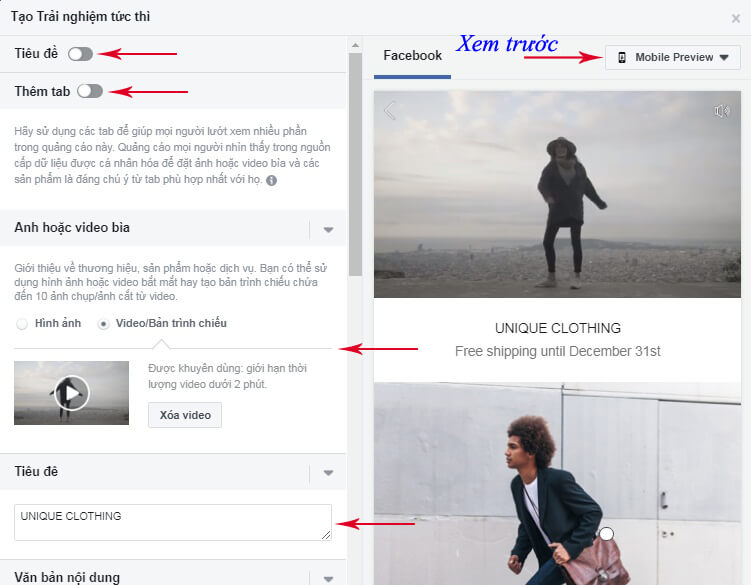 Tạo Trải nghiệm tức thì
×
Tiêu đề
Thêm tab
Hãy sử dụng các tab để giúp mọi người lướt xem nhiều phần
trong quảng cáo này. Quảng cáo mọi người nhìn thấy trong nguồn
cấp dữ liệu được cá nhân hóa để đặt ảnh hoặc video bìa và các
sản phẩm là đáng chú ý từ tab phù hợp nhất với họ.
Ảnh hoặc video bìa
Giới thiệu về thương hiệu, sản phẩm hoặc dịch vụ. Bạn có thể sử
dụng hình ảnh hoặc video bắt mắt hay tạo bản trình chiếu chứa
đến 10 ảnh chụp/ảnh cắt từ video.
Hình ảnh
Video/Bản trình chiếu
Được khuyên dùng: giới hạn thời
lượng video dưới 2 phút.
Xóa video
Tiêu đề
UNIQUE CLOTHING
Văn bản nội dung
Facebook
Xem trước
Mobile Preview
UNIQUE CLOTHING
Free shipping until December 31st